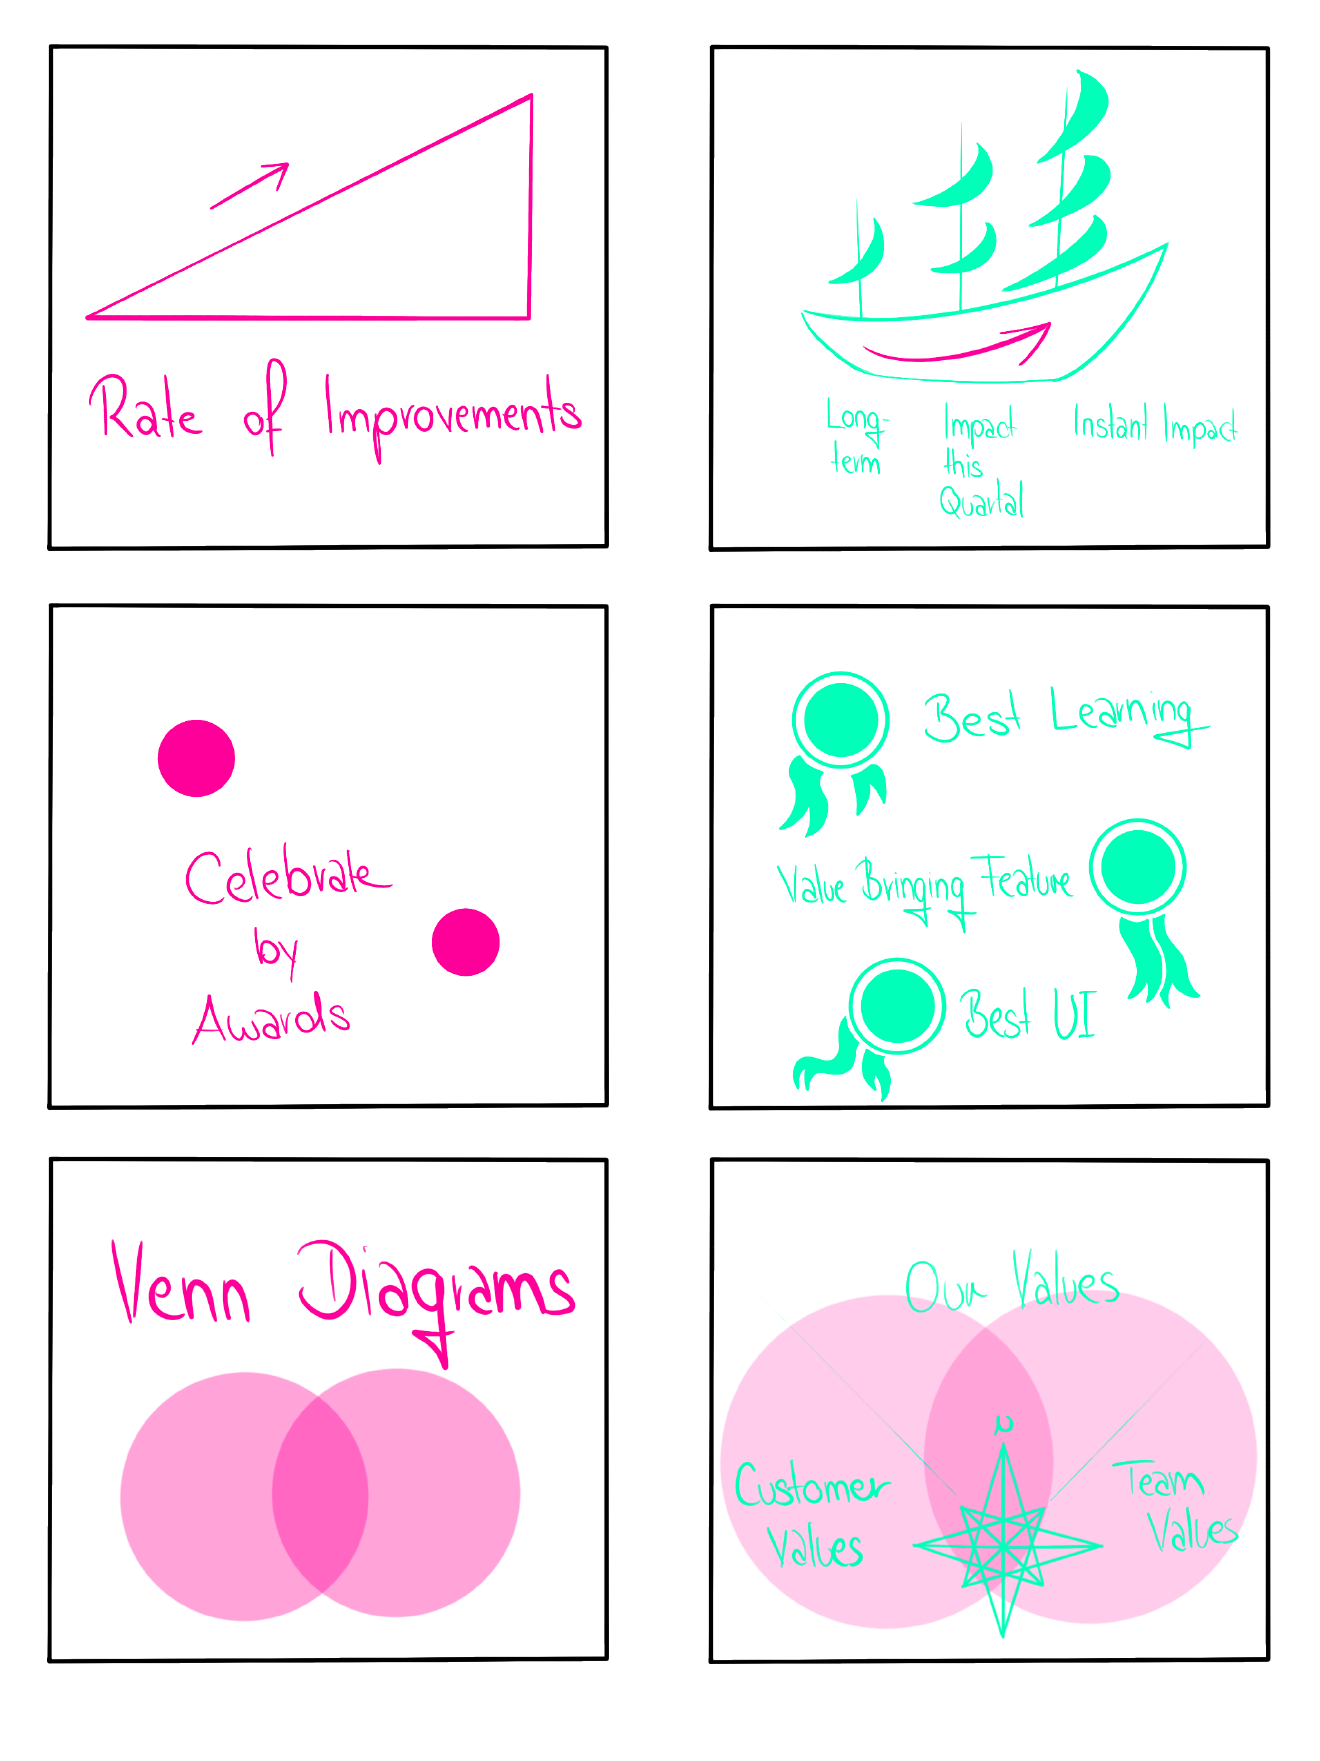 Rate of Improvements
Long-
term
Impact
this
Quartal
Instant Impact
Celebrate
by
Awards
Best Learning
Value Bringing Feature
Best UI
Venn Diagrams
Our Values
N
Customer
Values
Team
Values